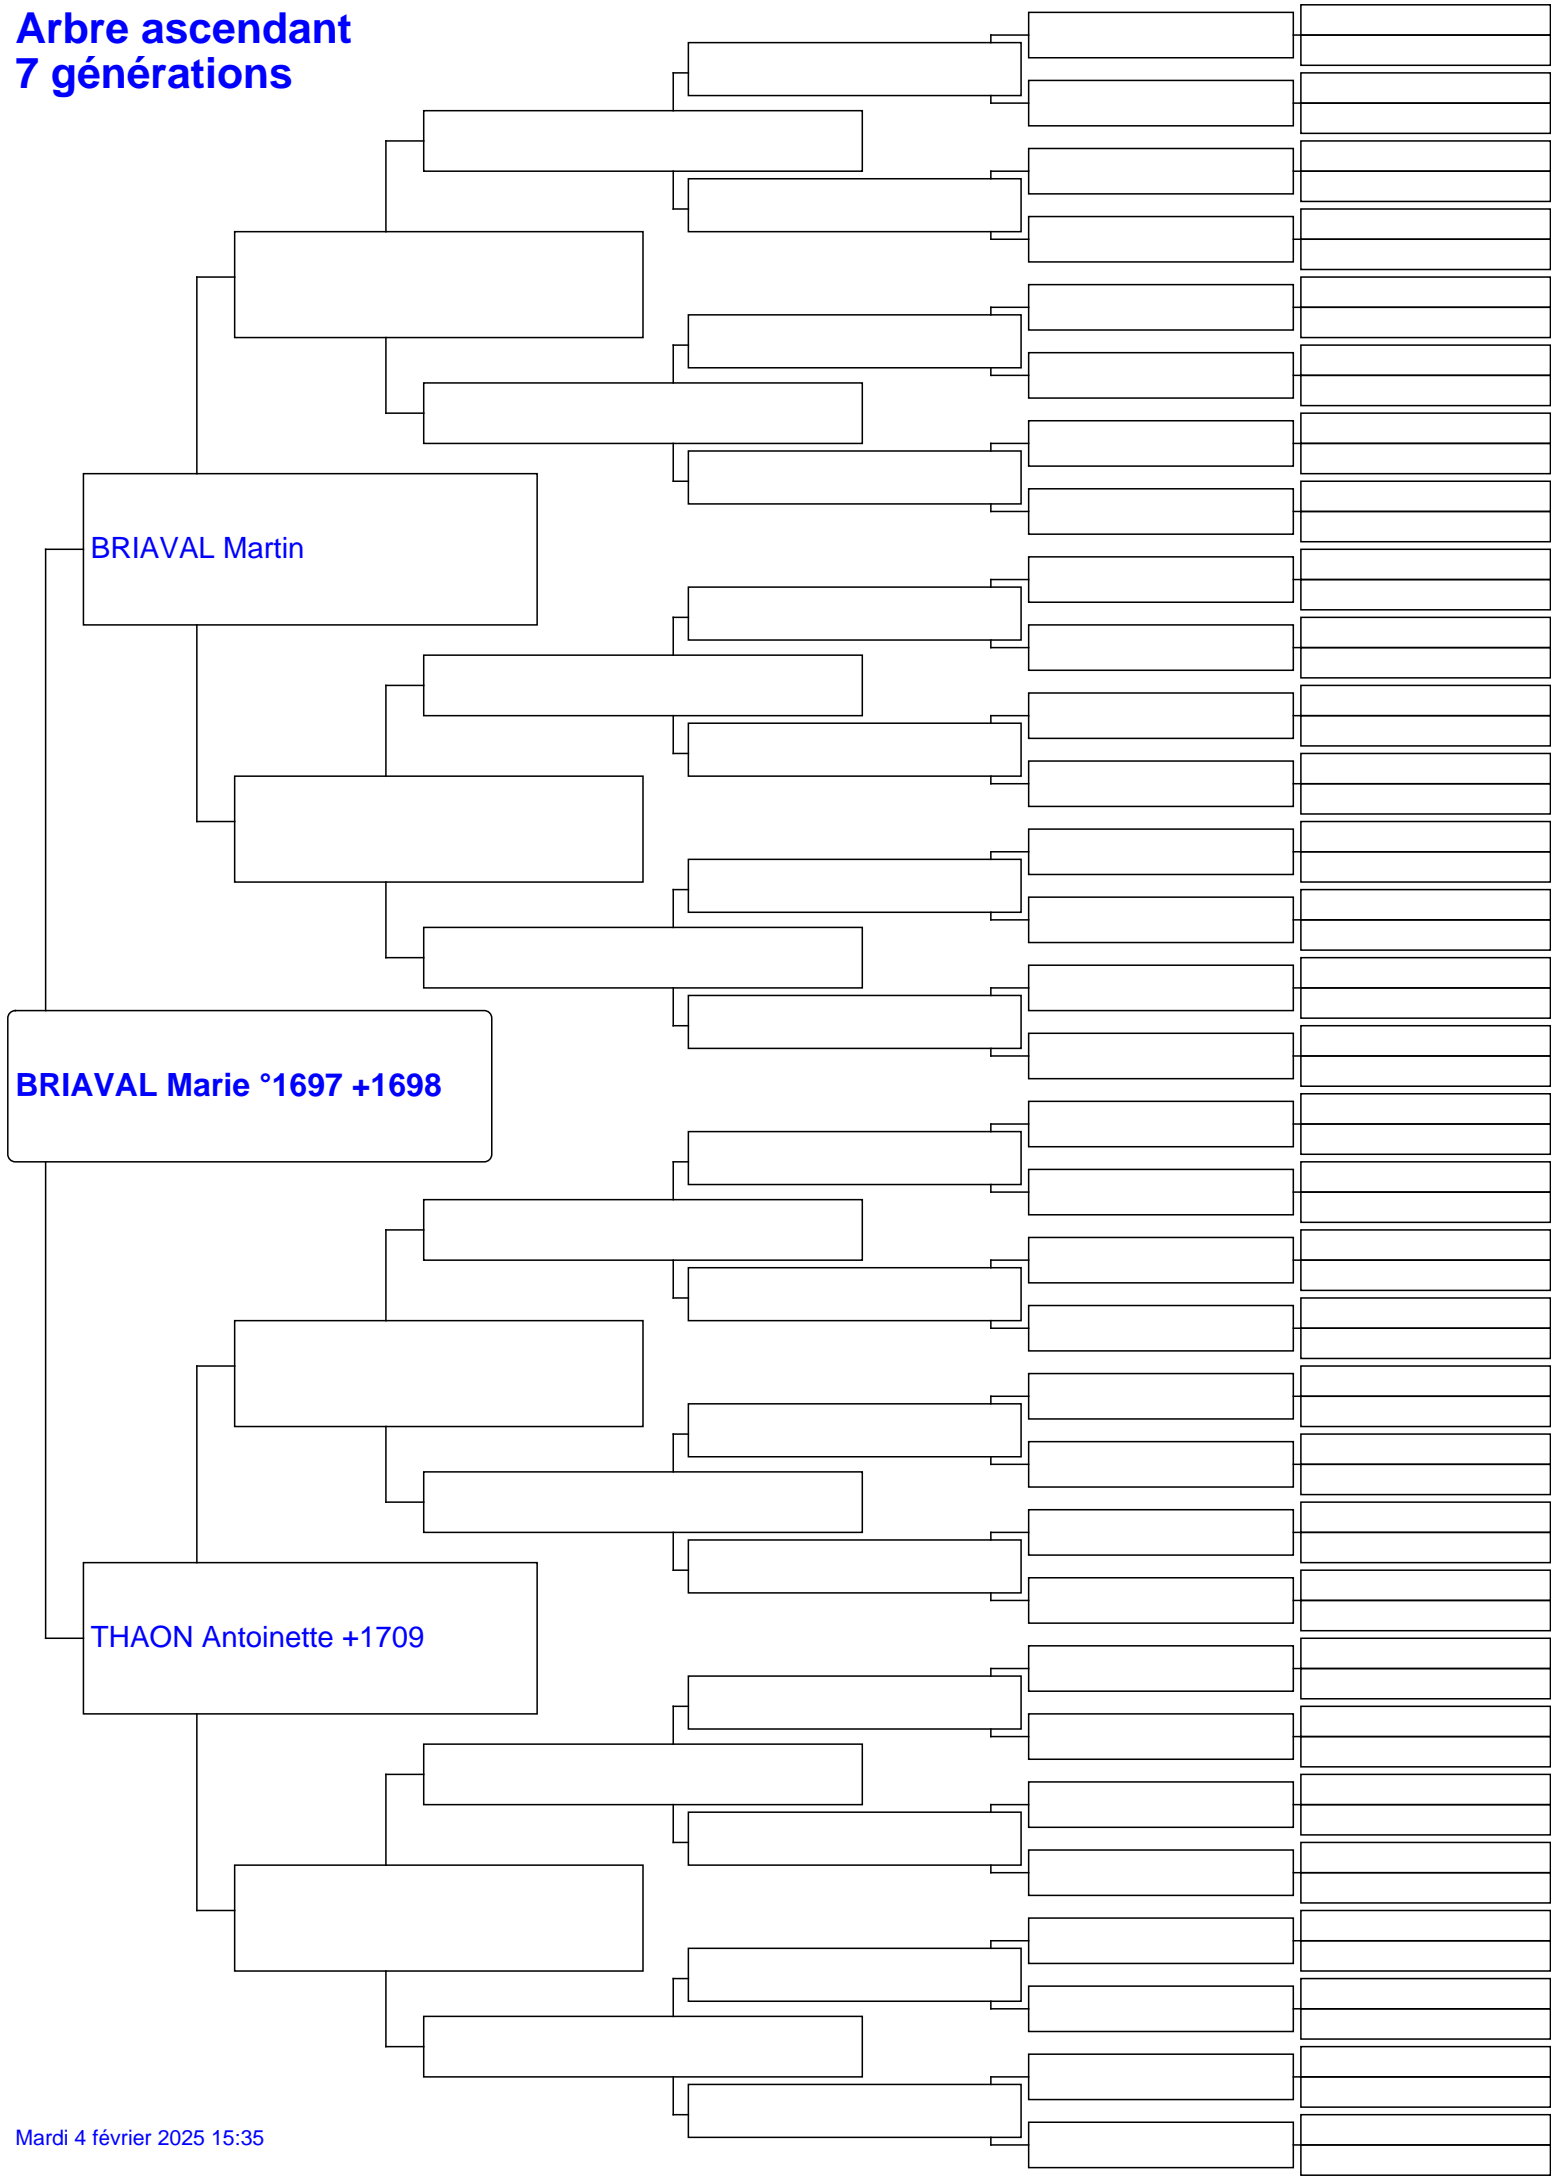 Arbre ascendant
7 générations
BRIAVAL Martin
BRIAVAL Marie °1697 +1698
THAON Antoinette +1709
Mardi 4 février 2025 15:35